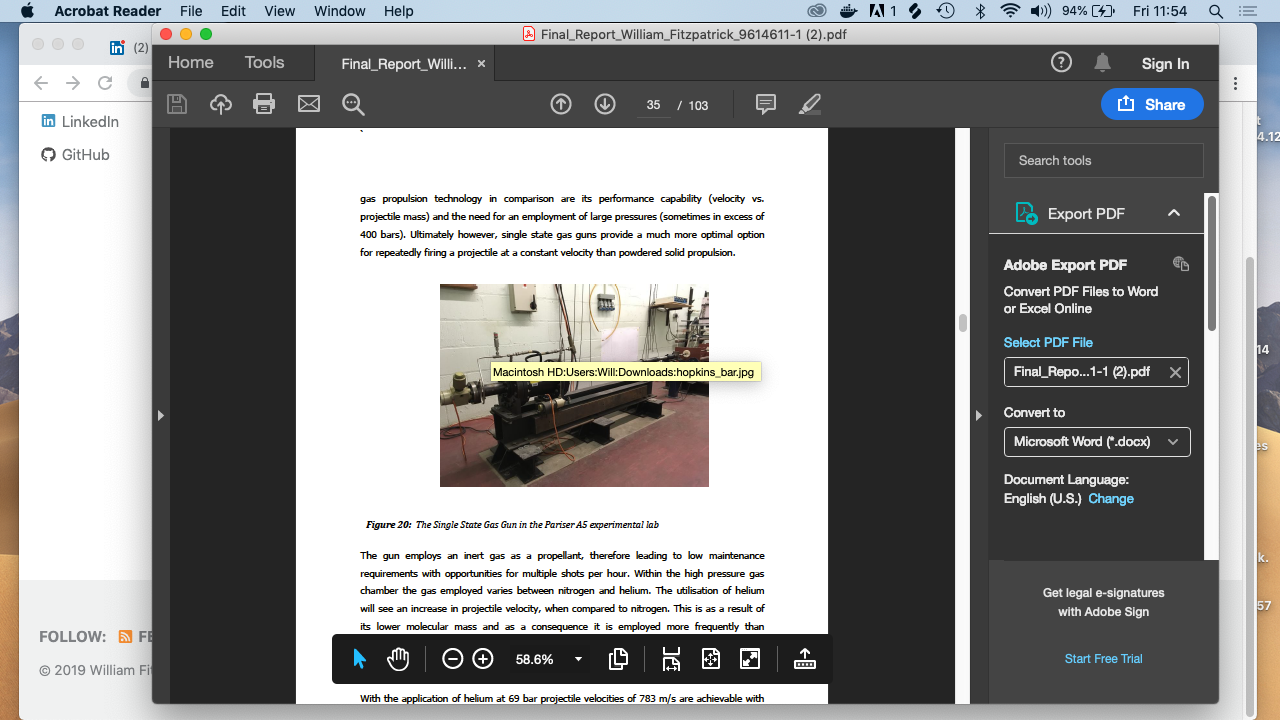 Acrobat Reader File Edit View Window Help
1 94% Fri 11:54
Final_Report_William_Fitzpatrick_9614611-1 (2).pdf
(2)
Home Tools Final_Report_Willi... × Sign In
35 / 103 Share
LinkedIn
GitHub
Search tools
Export PDF
Adobe Export PDF
Convert PDF Files to Word
or Excel Online
Select PDF File
Final_Repo...1-1 (2).pdf
Convert to
Microsoft Word (*.docx)
Document Language:
English (U.S.) Change
Get legal e-signatures
with Adobe Sign
Start Free Trial
gas propulsion technology in comparison are its performance capability (velocity vs.
projectile mass) and the need for an employment of large pressures (sometimes in excess of
400 bars). Ultimately however, single state gas guns provide a much more optimal option
for repeatedly firing a projectile at a constant velocity than powdered solid propulsion.
Macintosh HD:Users:Will:Downloads:hopkins_bar.jpg
Figure 20: The Single State Gas Gun in the Pariser A5 experimental lab
The gun employs an inert gas as a propellant, therefore leading to low maintenance
requirements with opportunities for multiple shots per hour. Within the high pressure gas
chamber the gas employed varies between nitrogen and helium. The utilisation of helium
will see an increase in projectile velocity, when compared to nitrogen. This is as a result of
its lower molecular mass and as a consequence it is employed more frequently than
58.6%
With the application of helium at 69 bar projectile velocities of 783 m/s are achievable with
FOLLOW: FE
© 2019 William Fit
4.12
14
es
k.
57